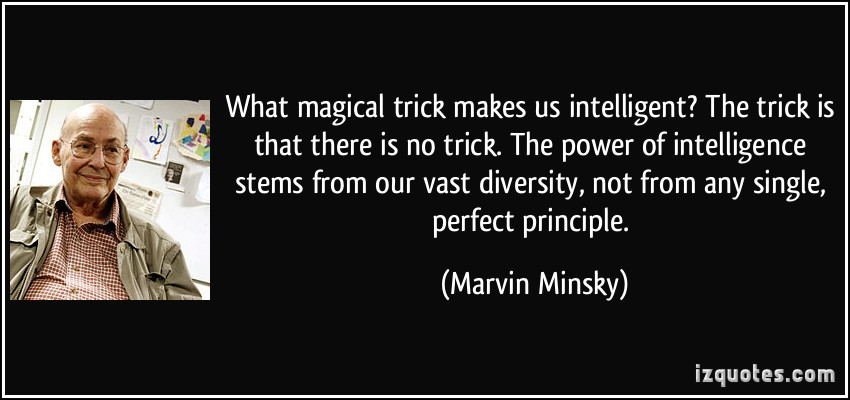 What magical trick makes us intelligent? The trick is
that there is no trick. The power of intelligence
stems from our vast diversity, not from any single,
perfect principle.
(Marvin Minsky)
izquotes.com